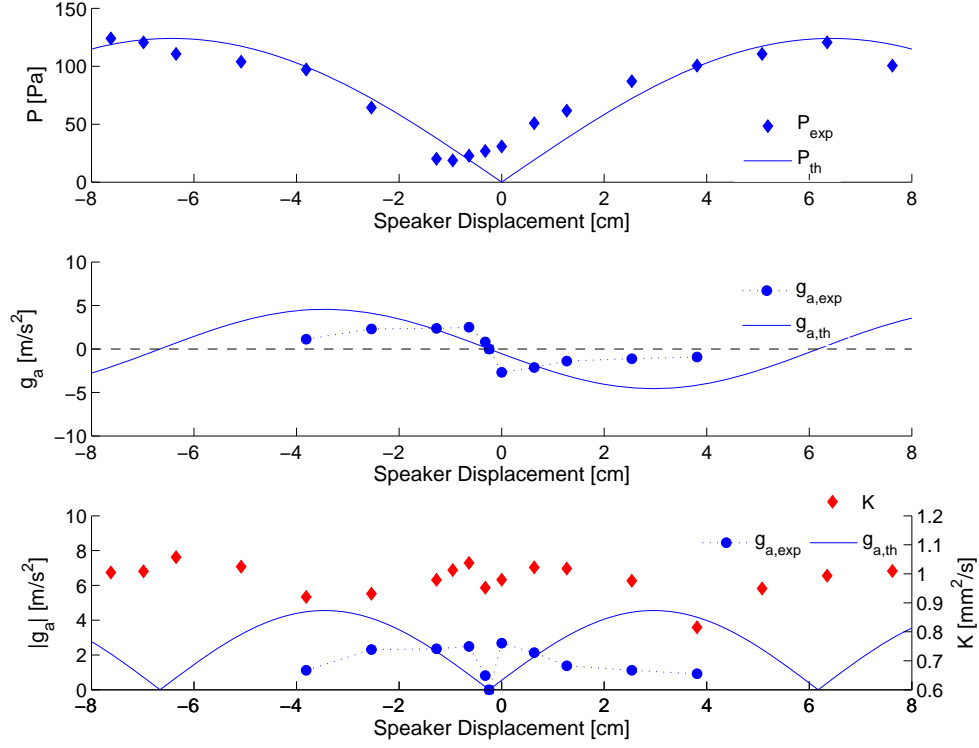 150
100
50
0
P [Pa]
P_exp
P_th
−8 −6 −4 −2 0 2 4 6 8
Speaker Displacement [cm]
10
5
0
−5
−10
g_a [m/s²]
g_a,exp
g_a,th
−8 −6 −4 −2 0 2 4 6 8
Speaker Displacement [cm]
K
10
8
6
4
2
0
|g_a| [m/s²]
g_a,exp g_a,th
1.2
1.1
1
0.9
0.8
0.7
0.6
K [mm²/s]
−8 −6 −4 −2 0 2 4 6 8
Speaker Displacement [cm]